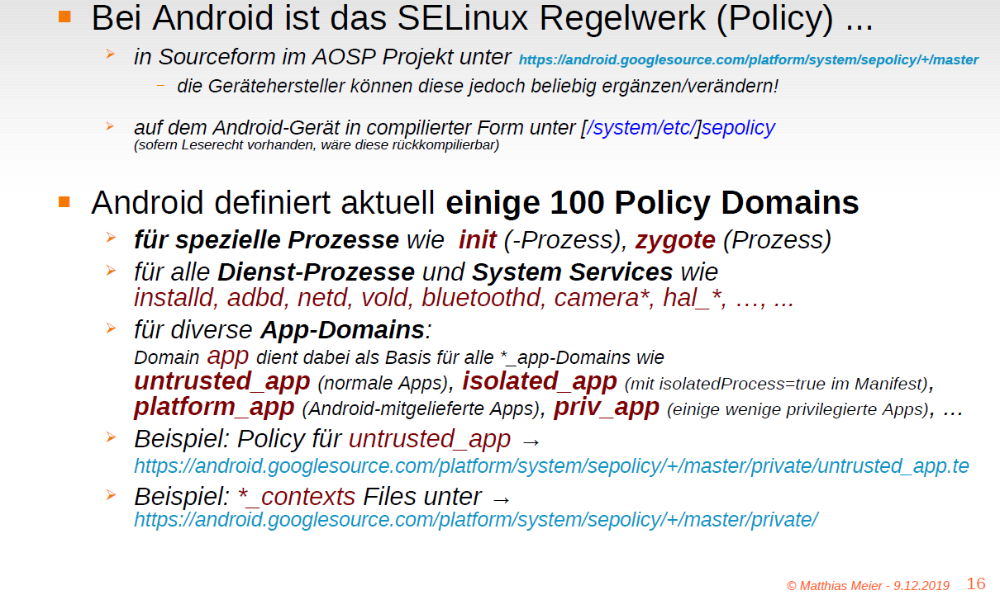 Bei Android ist das SELinux Regelwerk (Policy) ...
in Sourceform im AOSP Projekt unter https://android.googlesource.com/platform/system/sepolicy/+/master
– die Gerätehersteller können diese jedoch beliebig ergänzen/verändern!
auf dem Android-Gerät in compilierter Form unter [/system/etc/]sepolicy
(sofern Leserecht vorhanden, wäre diese rückkompilierbar)
Android definiert aktuell einige 100 Policy Domains
für spezielle Prozesse wie init (-Prozess), zygote (Prozess)
für alle Dienst-Prozesse und System Services wie
installd, adbd, netd, vold, bluetoothd, camera*, hal_*, …, ...
für diverse App-Domains:
Domain app dient dabei als Basis für alle *_app-Domains wie
untrusted_app (normale Apps), isolated_app (mit isolatedProcess=true im Manifest),
platform_app (Android-mitgelieferte Apps), priv_app (einige wenige privilegierte Apps), …
Beispiel: Policy für untrusted_app →
https://android.googlesource.com/platform/system/sepolicy/+/master/private/untrusted_app.te
Beispiel: *_contexts Files unter →
https://android.googlesource.com/platform/system/sepolicy/+/master/private/
© Matthias Meier - 9.12.2019 16